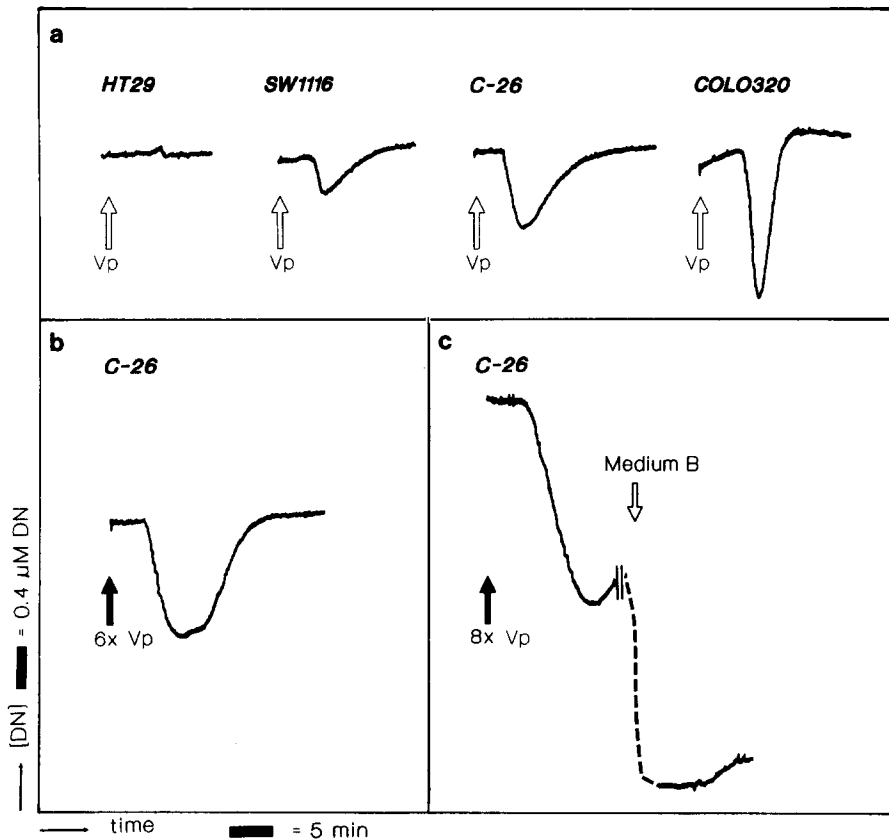 a
HT29 SW1116 C-26 COLO320
Vp Vp Vp Vp
b
C-26
6x Vp
c
C-26
Medium B
8x Vp
[DN] = 0.4 µM DN
time = 5 min